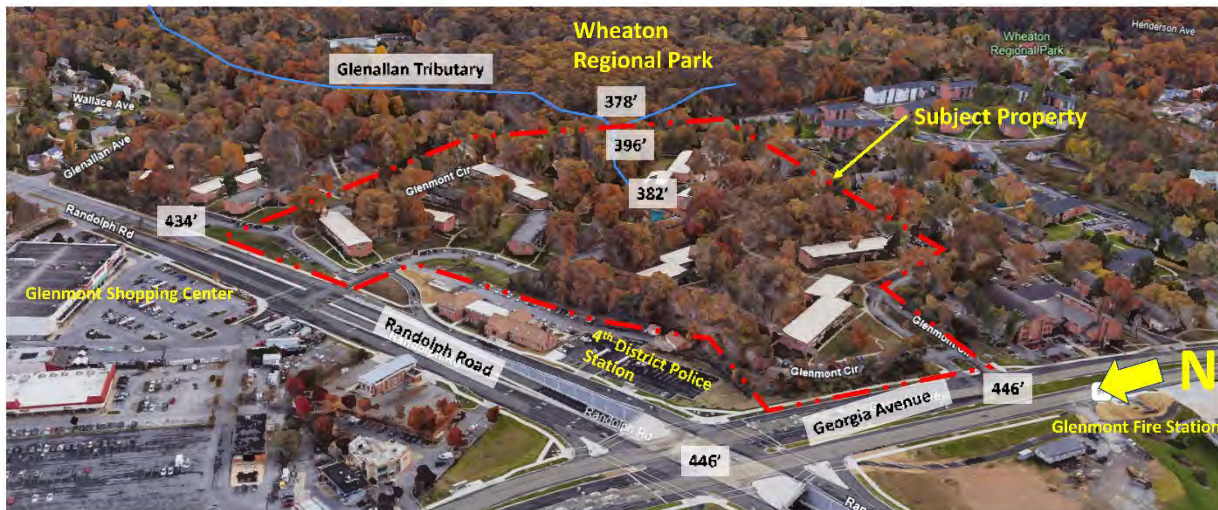 Wheaton
Regional Park
Henderson Ave
Wheaton
Regional Park
Glenallan Tributary
Wallace Ave
378'
Subject Property
Glenallan Ave
396'
Glenmont Cir
382'
434'
Randolph Rd
Glenmont Shopping Center
Randolph Road
4th District Police
Station
Glenmont Cir
Glenmont Cir
446'
N
Georgia Avenue
Randolph Rd
Glenmont Fire Station
446'